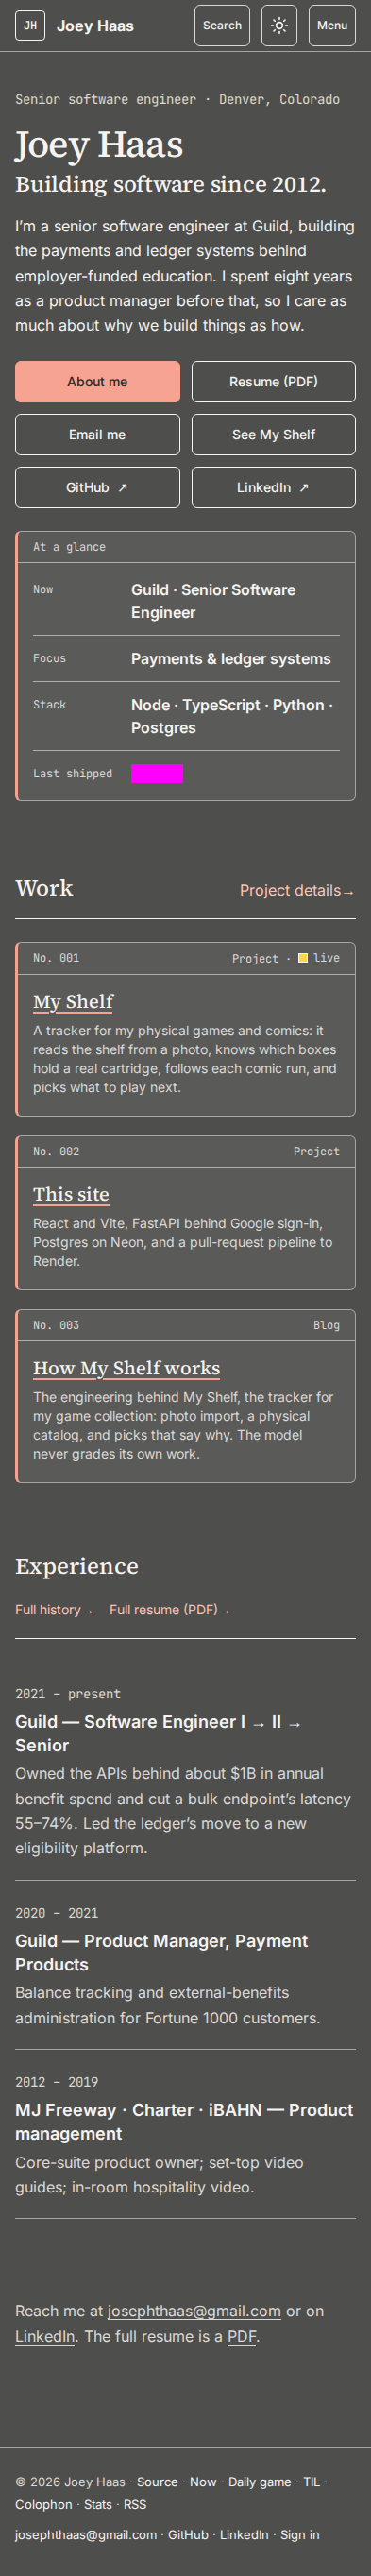 JH Joey Haas Search Menu
Senior software engineer · Denver, Colorado
Joey Haas
Building software since 2012.
I’m a senior software engineer at Guild, building
the payments and ledger systems behind
employer-funded education. I spent eight years
as a product manager before that, so I care as
much about why we build things as how.
About me
Resume (PDF)
Email me
See My Shelf
GitHub ↗
LinkedIn ↗
At a glance
Now
Guild · Senior Software
Engineer
Focus
Payments & ledger systems
Stack
Node · TypeScript · Python ·
Postgres
Last shipped
Work
Project details→
No. 001
Project · live
My Shelf
A tracker for my physical games and comics: it
reads the shelf from a photo, knows which boxes
hold a real cartridge, follows each comic run, and
picks what to play next.
No. 002
Project
This site
React and Vite, FastAPI behind Google sign-in,
Postgres on Neon, and a pull-request pipeline to
Render.
No. 003
Blog
How My Shelf works
The engineering behind My Shelf, the tracker for
my game collection: photo import, a physical
catalog, and picks that say why. The model
never grades its own work.
Experience
Full history→ Full resume (PDF)→
2021 – present
Guild — Software Engineer I → II →
Senior
Owned the APIs behind about $1B in annual
benefit spend and cut a bulk endpoint’s latency
55–74%. Led the ledger’s move to a new
eligibility platform.
2020 – 2021
Guild — Product Manager, Payment
Products
Balance tracking and external-benefits
administration for Fortune 1000 customers.
2012 – 2019
MJ Freeway · Charter · iBAHN — Product
management
Core-suite product owner; set-top video
guides; in-room hospitality video.
Reach me at josephthaas@gmail.com or on
LinkedIn. The full resume is a PDF.
© 2026 Joey Haas · Source · Now · Daily game · TIL ·
Colophon · Stats · RSS
josephthaas@gmail.com · GitHub · LinkedIn · Sign in